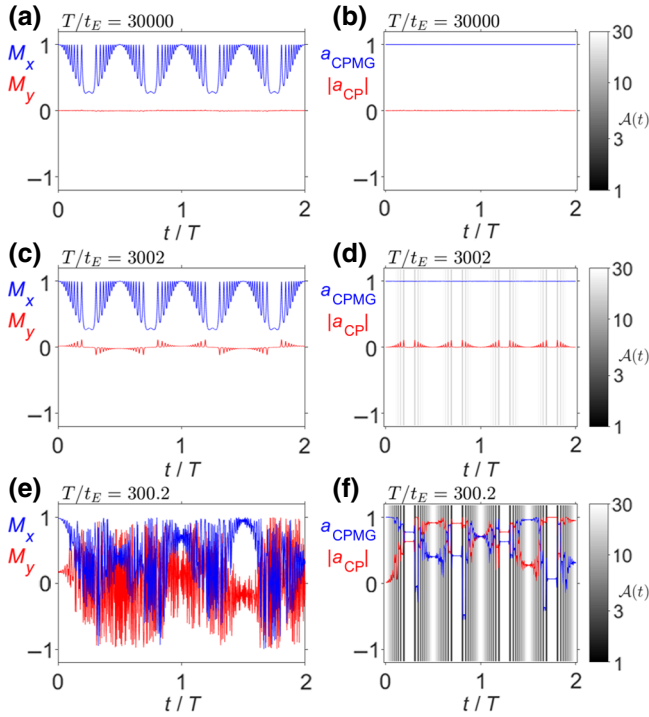 (a) T/t_E = 30000
M_x
M_y
1
0
−1
0 1 2
t / T
(b) T/t_E = 30000
a_CPMG
|a_CP|
1
0
−1
0 1 2
t / T
30
10
3
1
𝒜(t)
(c) T/t_E = 3002
M_x
M_y
1
0
−1
0 1 2
t / T
(d) T/t_E = 3002
a_CPMG
|a_CP|
1
0
−1
0 1 2
t / T
30
10
3
1
𝒜(t)
(e) T/t_E = 300.2
M_x
M_y
1
0
−1
0 1 2
t / T
(f) T/t_E = 300.2
a_CPMG
|a_CP|
1
0
−1
0 1 2
t / T
30
10
3
1
𝒜(t)